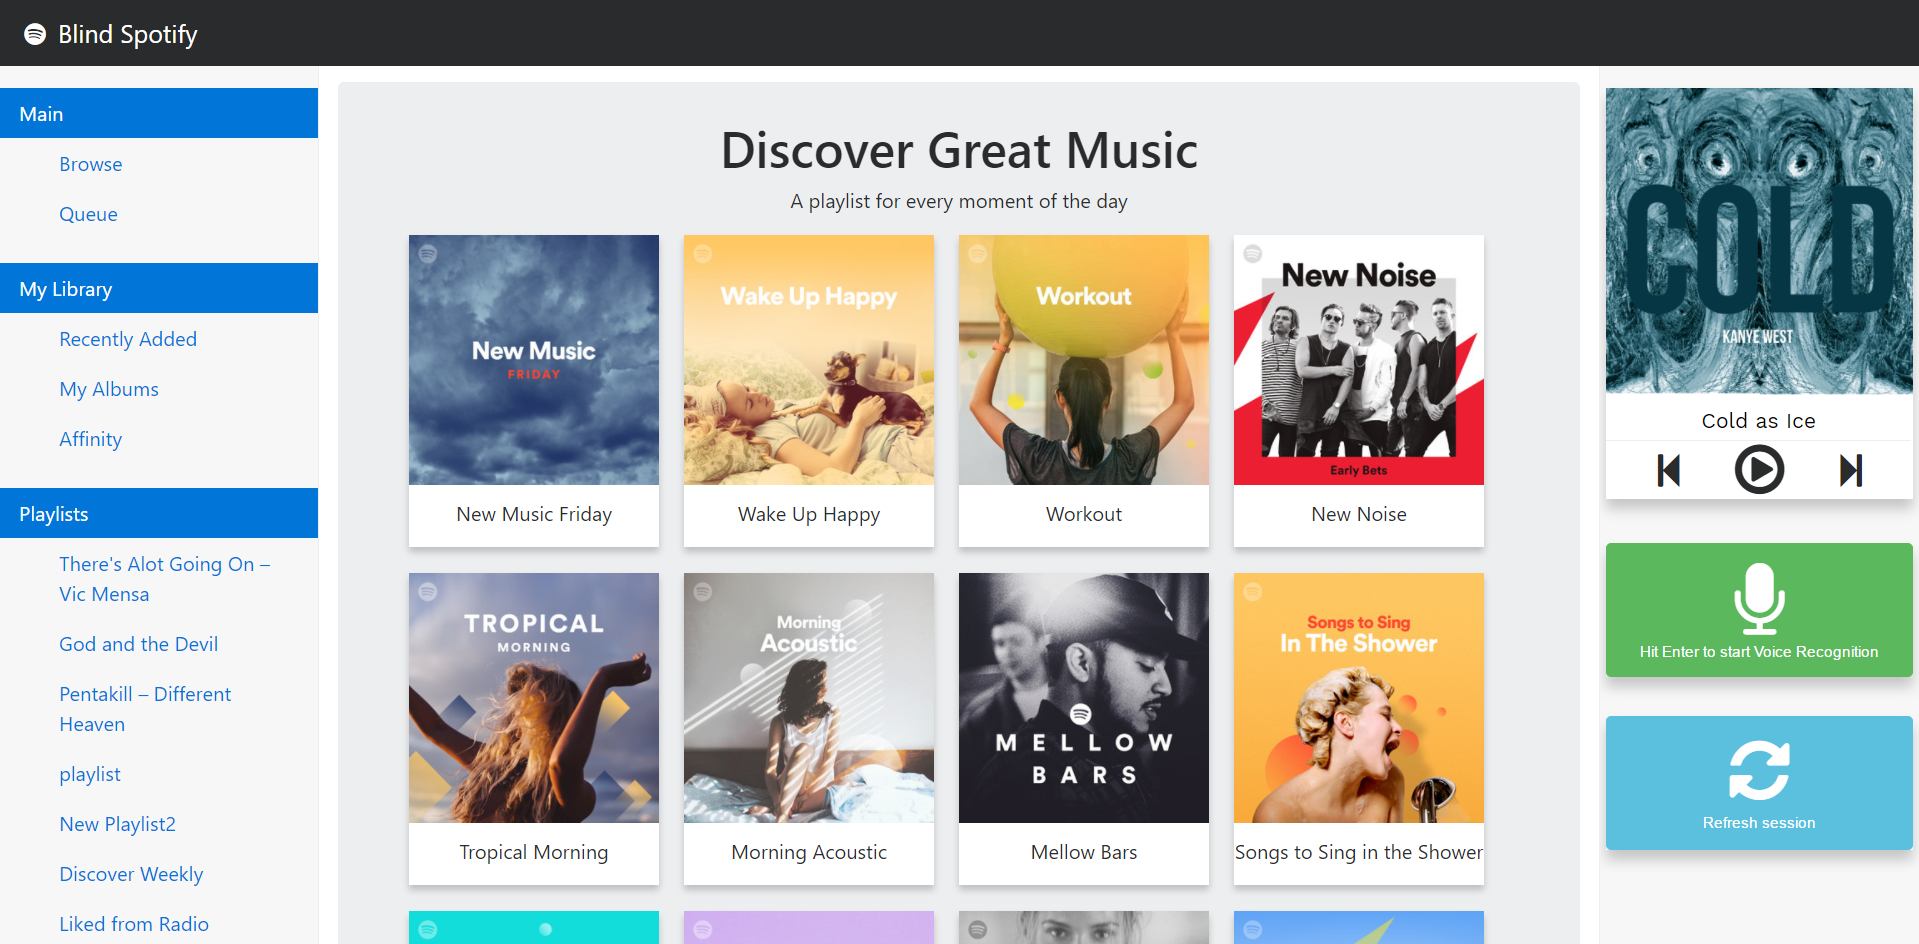 Blind Spotify
Main
Browse
Queue
My Library
Recently Added
My Albums
Affinity
Playlists
There's Alot Going On –
Vic Mensa
God and the Devil
Pentakill – Different
Heaven
playlist
New Playlist2
Discover Weekly
Liked from Radio
Discover Great Music
A playlist for every moment of the day
New Music
FRIDAY
New Music Friday
Wake Up Happy
Wake Up Happy
Workout
Workout
New Noise
Early Bets
New Noise
TROPICAL
MORNING
Tropical Morning
Morning
Acoustic
Morning Acoustic
MELLOW
BARS
Mellow Bars
Songs to Sing
In The Shower
Songs to Sing in the Shower
COLD
KANYE WEST
Cold as Ice
Hit Enter to start Voice Recognition
Refresh session